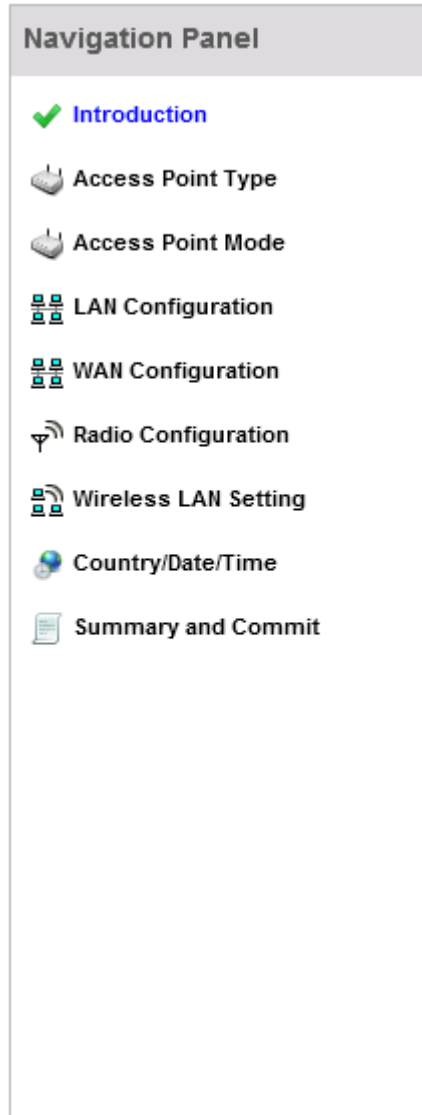 Navigation Panel
Introduction
Access Point Type
Access Point Mode
LAN Configuration
WAN Configuration
Radio Configuration
Wireless LAN Setting
Country/Date/Time
Summary and Commit